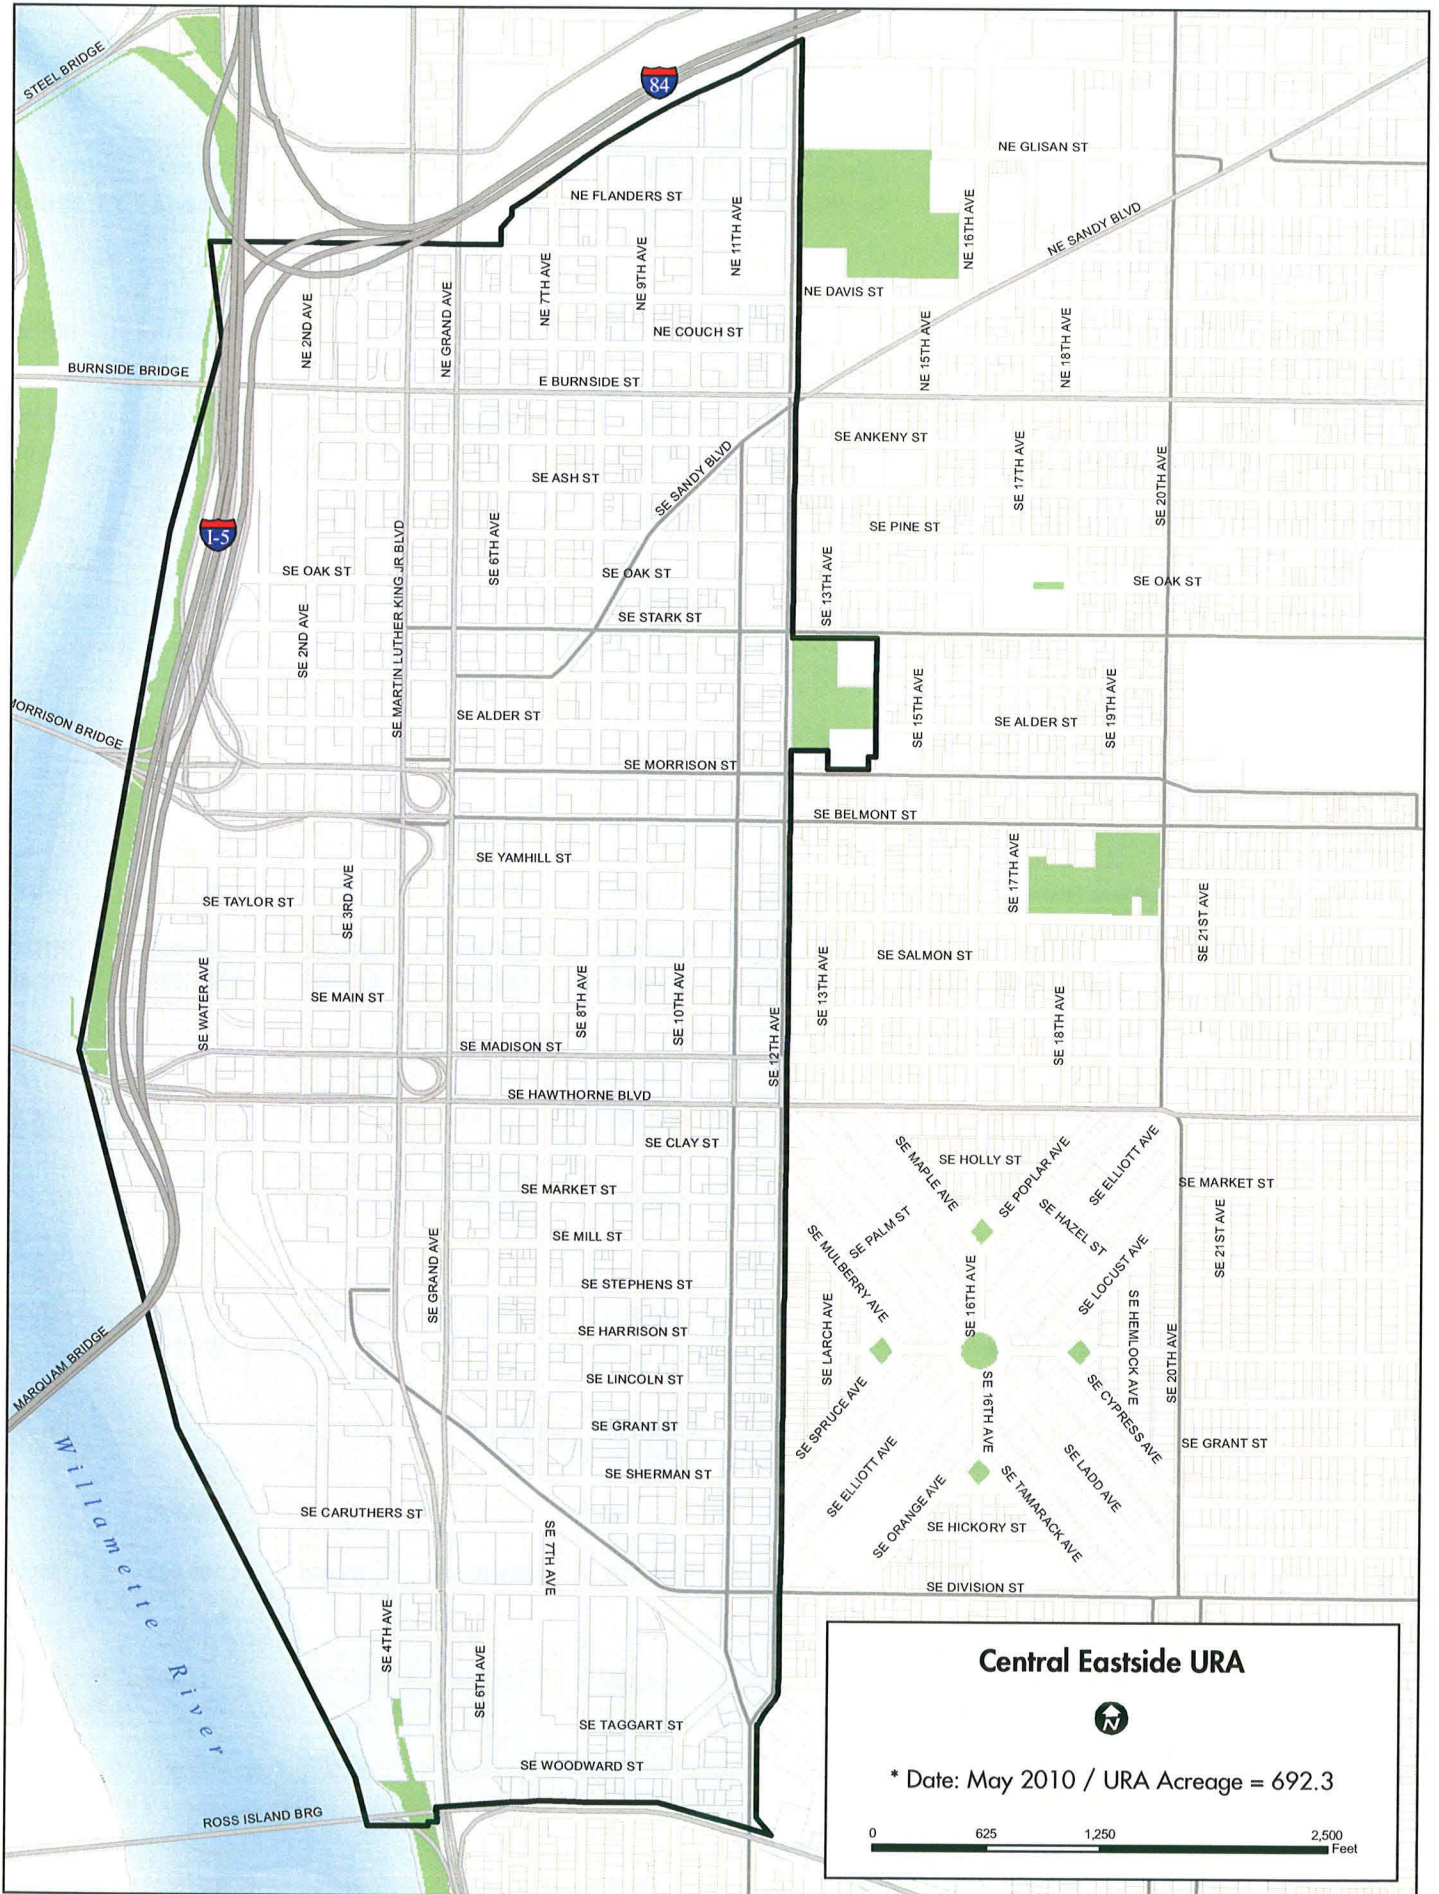 STEEL BRIDGE
84
NE GLISAN ST
NE FLANDERS ST
NE 11TH AVE
NE 16TH AVE
NE SANDY BLVD
NE 7TH AVE
NE 9TH AVE
NE DAVIS ST
NE 2ND AVE
NE GRAND AVE
NE COUCH ST
NE 15TH AVE
NE 18TH AVE
BURNSIDE BRIDGE
E BURNSIDE ST
SE ANKENY ST
SE 17TH AVE
SE 20TH AVE
SE ASH ST
SE SANDY BLVD
I-5
SE MARTIN LUTHER KING JR BLVD
SE 6TH AVE
SE PINE ST
SE OAK ST
SE OAK ST
SE 13TH AVE
SE OAK ST
SE 2ND AVE
SE STARK ST
SE 15TH AVE
SE 19TH AVE
MORRISON BRIDGE
SE ALDER ST
SE ALDER ST
SE MORRISON ST
SE BELMONT ST
SE YAMHILL ST
SE 17TH AVE
SE TAYLOR ST
SE 3RD AVE
SE 21ST AVE
SE SALMON ST
SE WATER AVE
SE MAIN ST
SE 8TH AVE
SE 10TH AVE
SE 13TH AVE
SE 18TH AVE
SE MADISON ST
SE 12TH AVE
SE HAWTHORNE BLVD
SE CLAY ST
SE MAPLE AVE
SE HOLLY ST
SE POPLAR AVE
SE ELLIOTT AVE
SE MARKET ST
SE MARKET ST
SE MILL ST
SE MULBERRY AVE
SE PALM ST
SE HAZEL ST
SE 21ST AVE
SE GRAND AVE
SE STEPHENS ST
SE 16TH AVE
SE LOCUST AVE
SE HARRISON ST
SE LARCH AVE
SE HEMLOCK AVE
SE 20TH AVE
MARQUAM BRIDGE
SE LINCOLN ST
SE SPRUCE AVE
SE 16TH AVE
SE CYPRESS AVE
SE GRANT ST
SE GRANT ST
SE SHERMAN ST
SE ELLIOTT AVE
SE LADD AVE
SE CARUTHERS ST
SE ORANGE AVE
SE TAMARACK AVE
SE HICKORY ST
SE 7TH AVE
SE DIVISION ST
Willamette River
SE 4TH AVE
SE 6TH AVE
SE TAGGART ST
SE WOODWARD ST
ROSS ISLAND BRG
Central Eastside URA
N
* Date: May 2010 / URA Acreage = 692.3
0 625 1,250 2,500
Feet